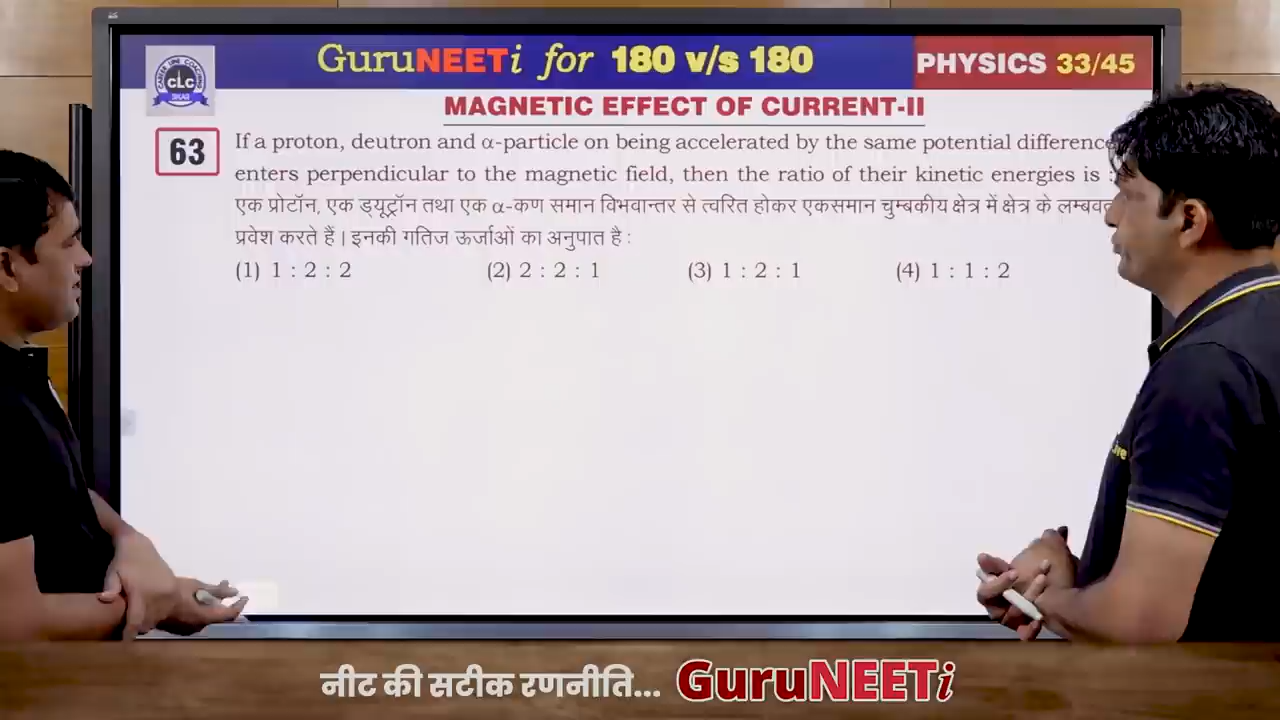 GuruNEETi for 180 v/s 180
PHYSICS 33/45
CLC
SIKAR
MAGNETIC EFFECT OF CURRENT-II
63
If a proton, deutron and α-particle on being accelerated by the same potential difference
enters perpendicular to the magnetic field, then the ratio of their kinetic energies is :
एक प्रोटॉन, एक ड्यूट्रॉन तथा एक α-कण समान विभवान्तर से त्वरित होकर एकसमान चुम्बकीय क्षेत्र में क्षेत्र के
प्रवेश करते हैं। इनकी गतिज ऊर्जाओं का अनुपात है :
(1) 1 : 2 : 2 (2) 2 : 2 : 1 (3) 1 : 2 : 1 (4) 1 : 1 : 2
नीट की सटीक रणनीति... GuruNEETi